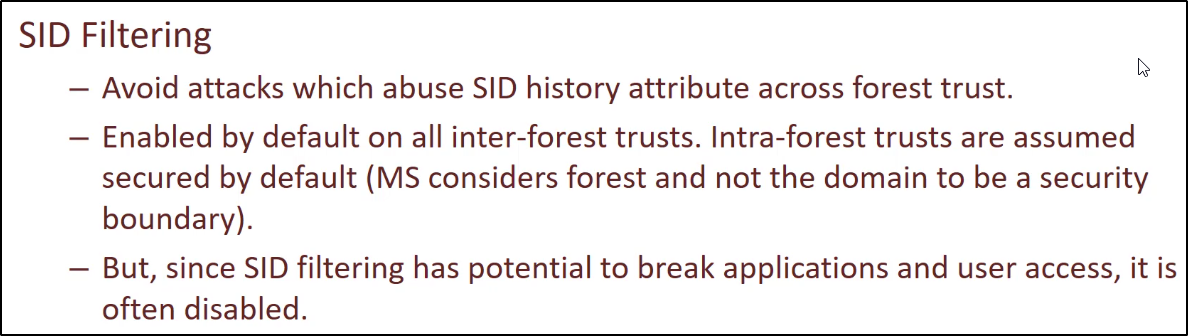 SID Filtering
– Avoid attacks which abuse SID history attribute across forest trust.
– Enabled by default on all inter-forest trusts. Intra-forest trusts are assumed
secured by default (MS considers forest and not the domain to be a security
boundary).
– But, since SID filtering has potential to break applications and user access, it is
often disabled.